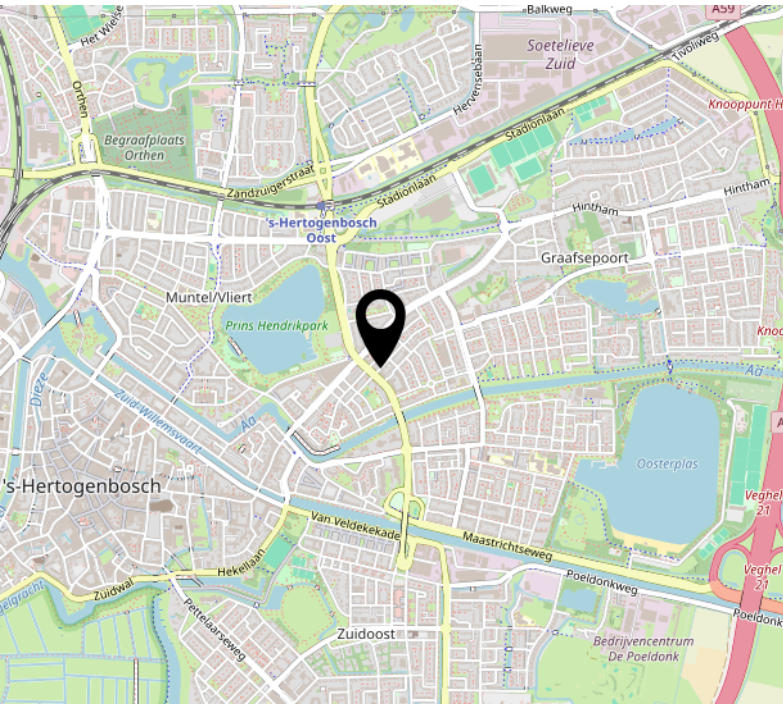 Balkweg
A59
Het Wielse
Soetelieve
Zuid
Tivoliweg
Hervensebaan
Orthen
Knooppunt H
Stadionlaan
Begraafplaats
Orthen
Zandzuigerstraat
Stadionlaan
Hintham
Hintham
's-Hertogenbosch
Oost
Graafsepoort
Muntel/Vliert
Prins Hendrikpark
Knoo
Aa
Dieze
Zuid-Willemsvaart
Aa
Oosterplas
's-Hertogenbosch
A
Veghel
21
Van Veldekekade
Maastrichtseweg
Hekellaan
Veghel
21
Poeldonkweg
Zuidwal
Poeldonk
Pettelaarseweg
Zuidoost
Bedrijvencentrum
De Poeldonk